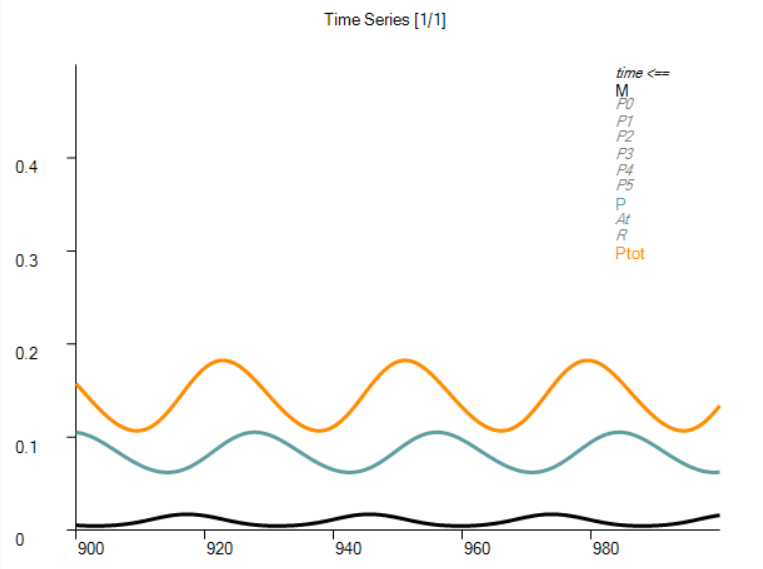 Time Series [1/1]
time <==
M
P0
P1
P2
P3
P4
P5
P
At
R
Ptot
0.4
0.3
0.2
0.1
0
900 920 940 960 980